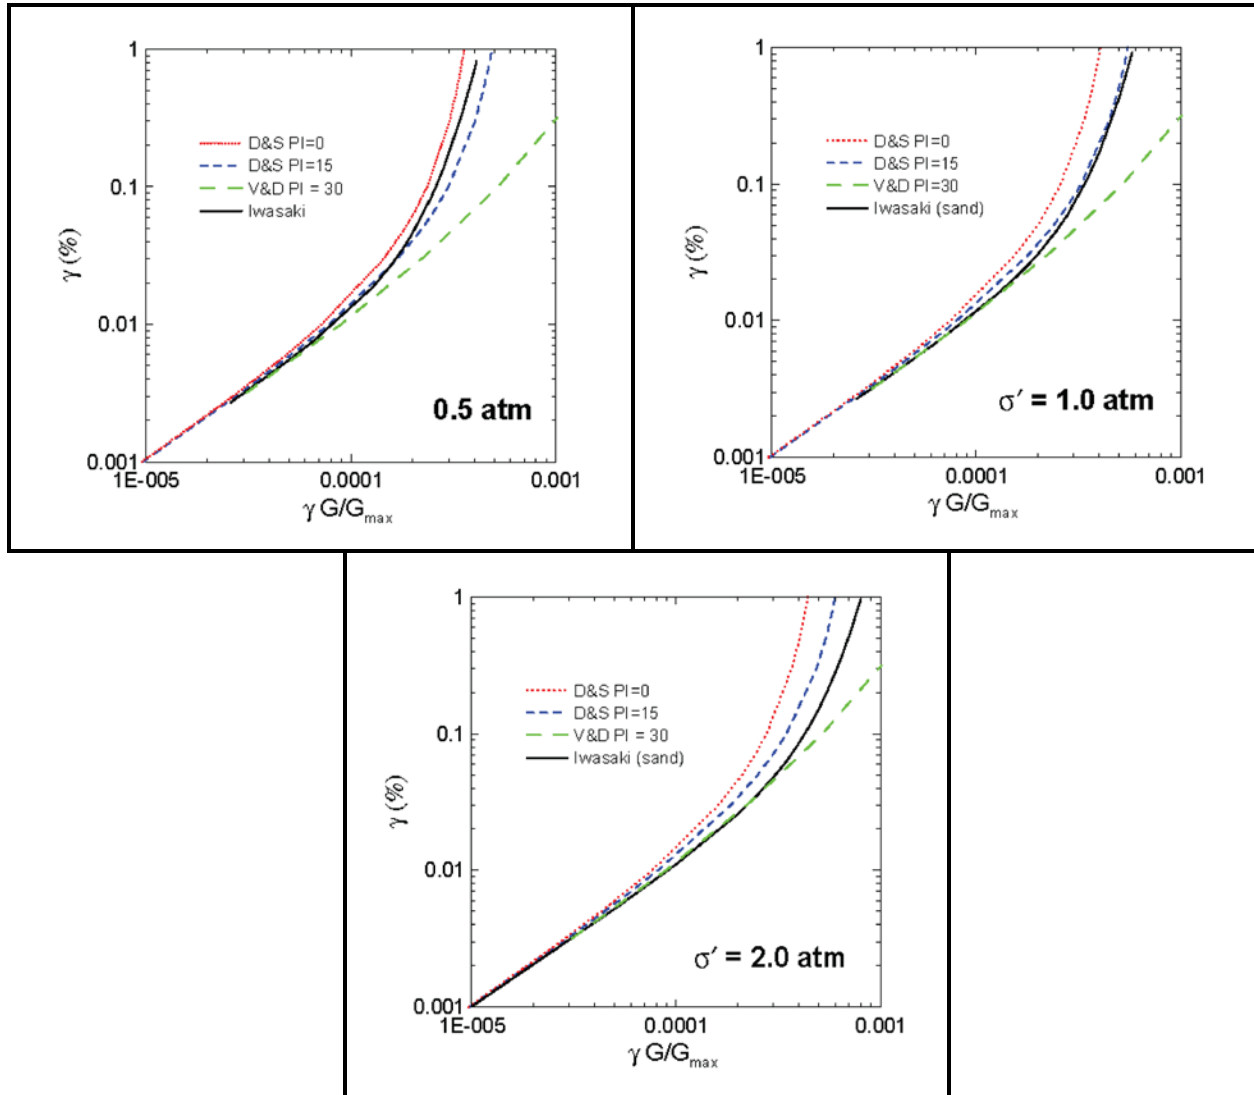 1
0.1
0.01
0.001
γ (%)
D&S PI=0
D&S PI=15
V&D PI = 30
Iwasaki
0.5 atm
1E-005
0.0001
0.001
γ G/Gmax
1
0.1
0.01
0.001
γ (%)
D&S PI=0
D&S PI=15
V&D PI=30
Iwasaki (sand)
σ′ = 1.0 atm
1E-005
0.0001
0.001
γ G/Gmax
1
0.1
0.01
0.001
γ (%)
D&S PI=0
D&S PI=15
V&D PI = 30
Iwasaki (sand)
σ′ = 2.0 atm
1E-005
0.0001
0.001
γ G/Gmax